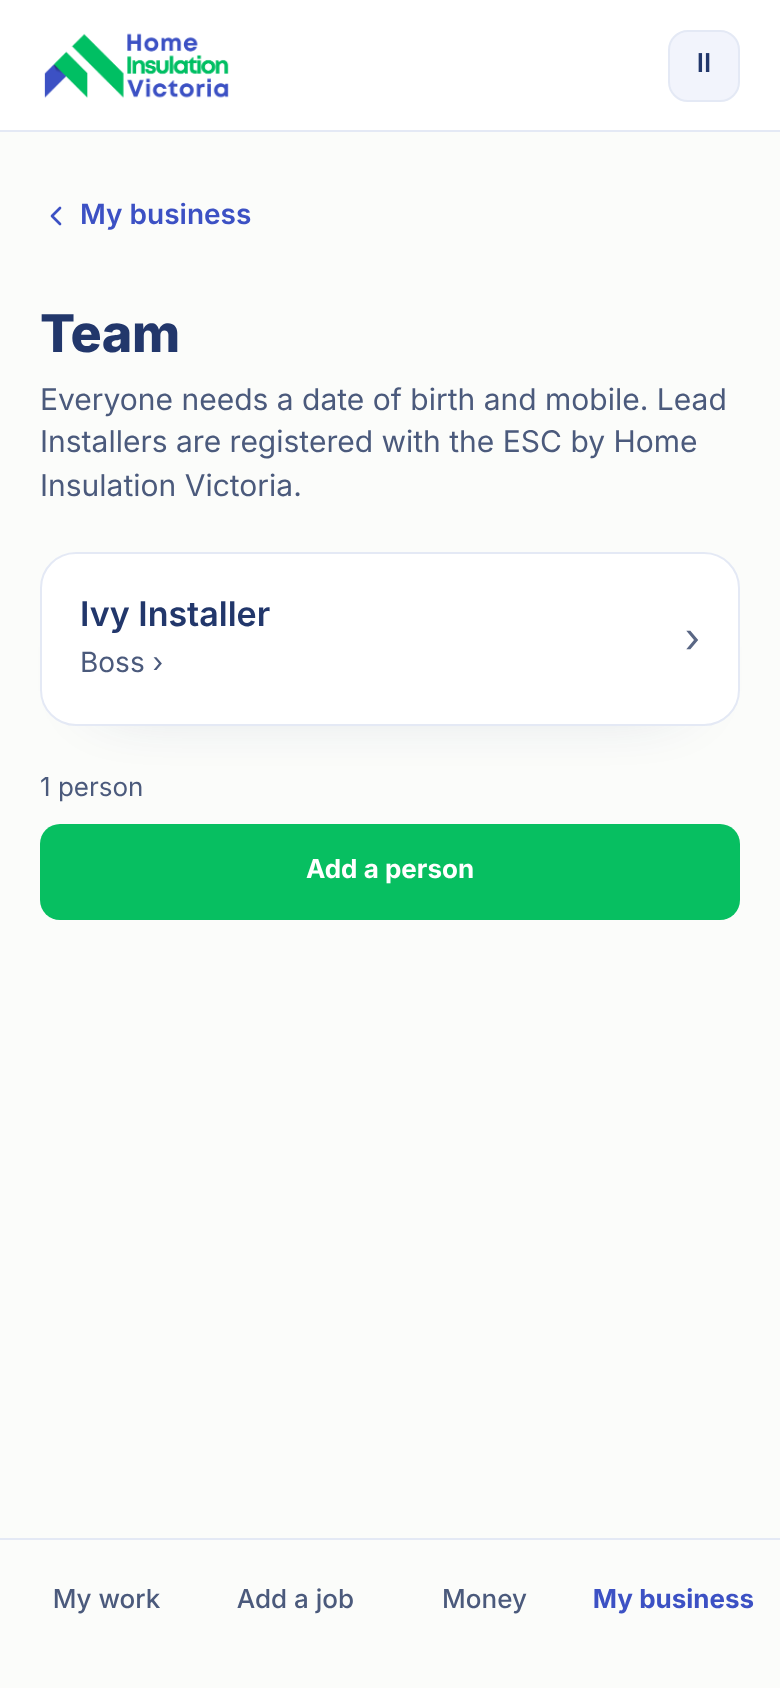 Home
Insulation
Victoria
II
My business
Team
Everyone needs a date of birth and mobile. Lead
Installers are registered with the ESC by Home
Insulation Victoria.
Ivy Installer
Boss ›
›
1 person
Add a person
My work
Add a job
Money
My business